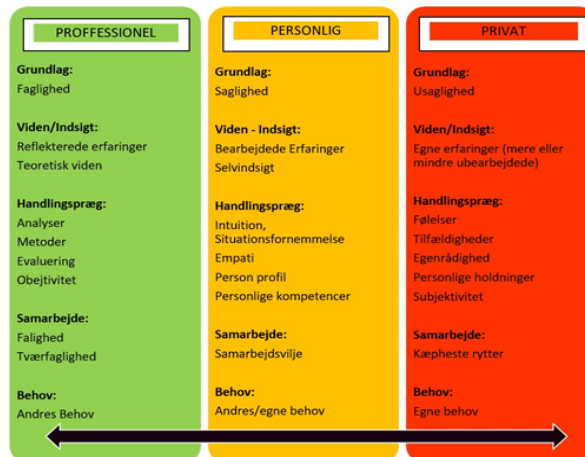 PROFFESSIONEL
Grundlag:
Faglighed
Viden/Indsigt:
Reflekterede erfaringer
Teoretisk viden
Handlingspræg:
Analyser
Metoder
Evaluering
Obejtivitet
Samarbejde:
Falighed
Tværfaglighed
Behov:
Andres Behov
PERSONLIG
Grundlag:
Saglighed
Viden - Indsigt:
Bearbejdede Erfaringer
Selvindsigt
Handlingspræg:
Intuition,
Situationsfornemmelse
Empati
Person profil
Personlige kompetencer
Samarbejde:
Samarbejdsvilje
Behov:
Andres/egne behov
PRIVAT
Grundlag:
Usaglighed
Viden/Indsigt:
Egne erfaringer (mere eller
mindre ubearbejdede)
Handlingspræg:
Følelser
Tilfældigheder
Egenrådighed
Personlige holdninger
Subjektivitet
Samarbejde:
Kæpheste rytter
Behov:
Egne behov